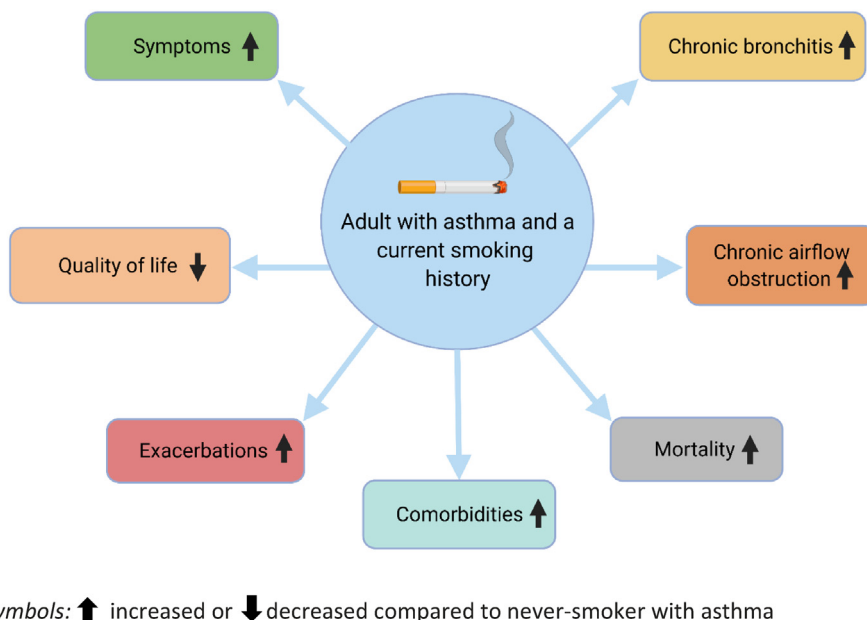 Symptoms ⬆
Chronic bronchitis ⬆
Adult with asthma and a
current smoking
history
Quality of life ⬇
Chronic airflow
obstruction ⬆
Exacerbations ⬆
Mortality ⬆
Comorbidities ⬆
ymbols: ⬆ increased or ⬇ decreased compared to never-smoker with asthma